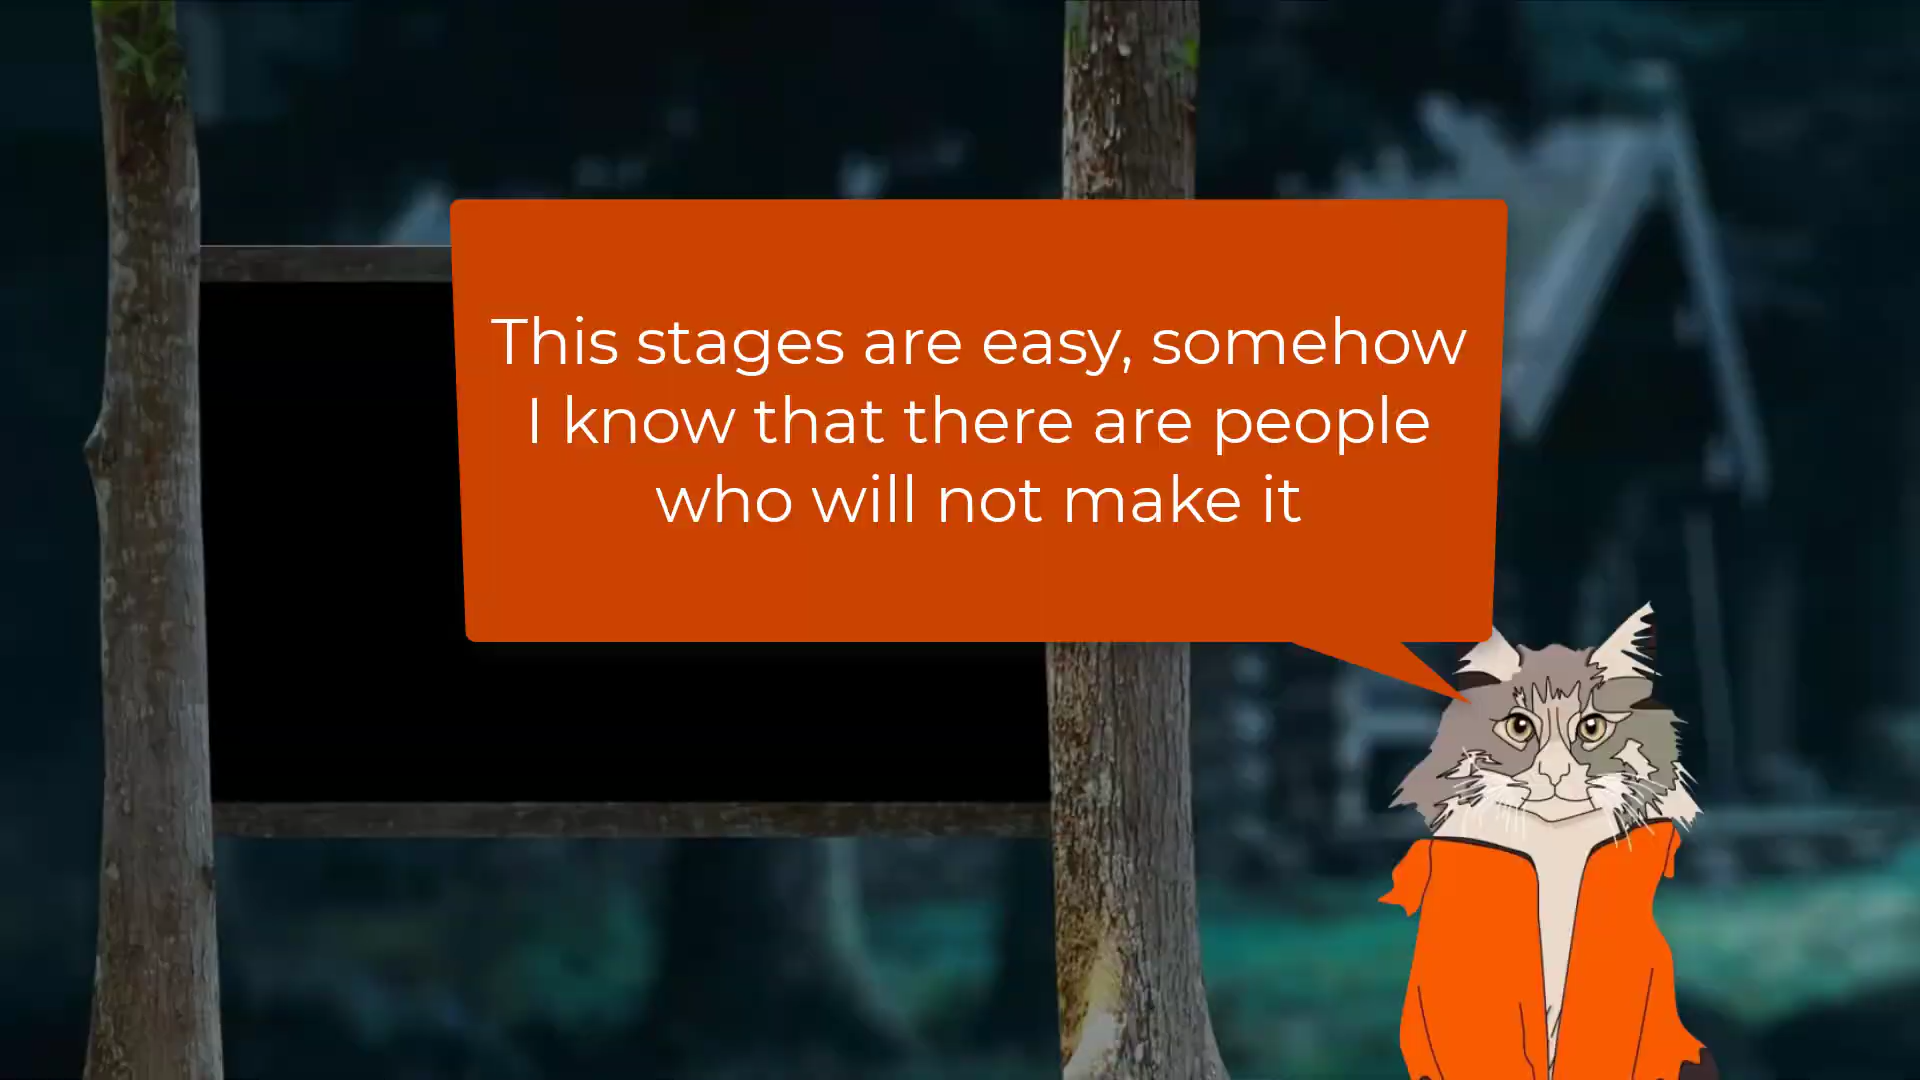 This stages are easy, somehow
I know that there are people
who will not make it